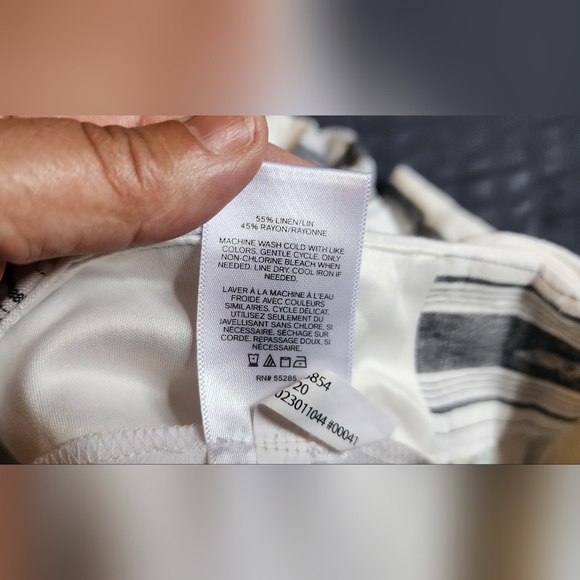 55% LINEN/LIN
45% RAYON/RAYONNE
MACHINE WASH COLD WITH LIKE
COLORS. GENTLE CYCLE. ONLY
NON-CHLORINE BLEACH WHEN
NEEDED. LINE DRY. COOL IRON IF
NEEDED.
LAVER À LA MACHINE À L'EAU
FROIDE AVEC COULEURS
SIMILAIRES. CYCLE DÉLICAT.
UTILISEZ SEULEMENT DU
JAVELLISANT SANS CHLORE, SI
NÉCESSAIRE. SÉCHAGE SUR
CORDE. REPASSAGE DOUX, SI
NÉCESSAIRE.
RN# 55285
854
20
023011044 #00041